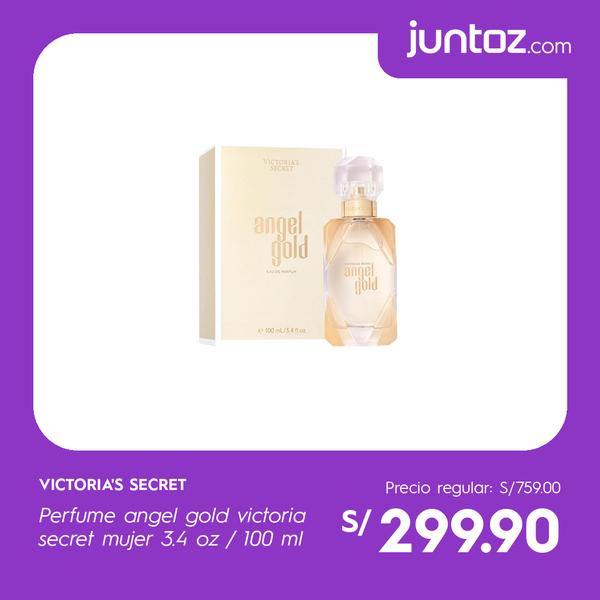 juntoz.com
VICTORIA'S
SECRET
angel
gold
EAU DE PARFUM
℮ 100 mL/3.4 fl oz
angel
gold
VICTORIA'S SECRET
Perfume angel gold victoria
secret mujer 3.4 oz / 100 ml
Precio regular: S/759.00
S/ 299.90